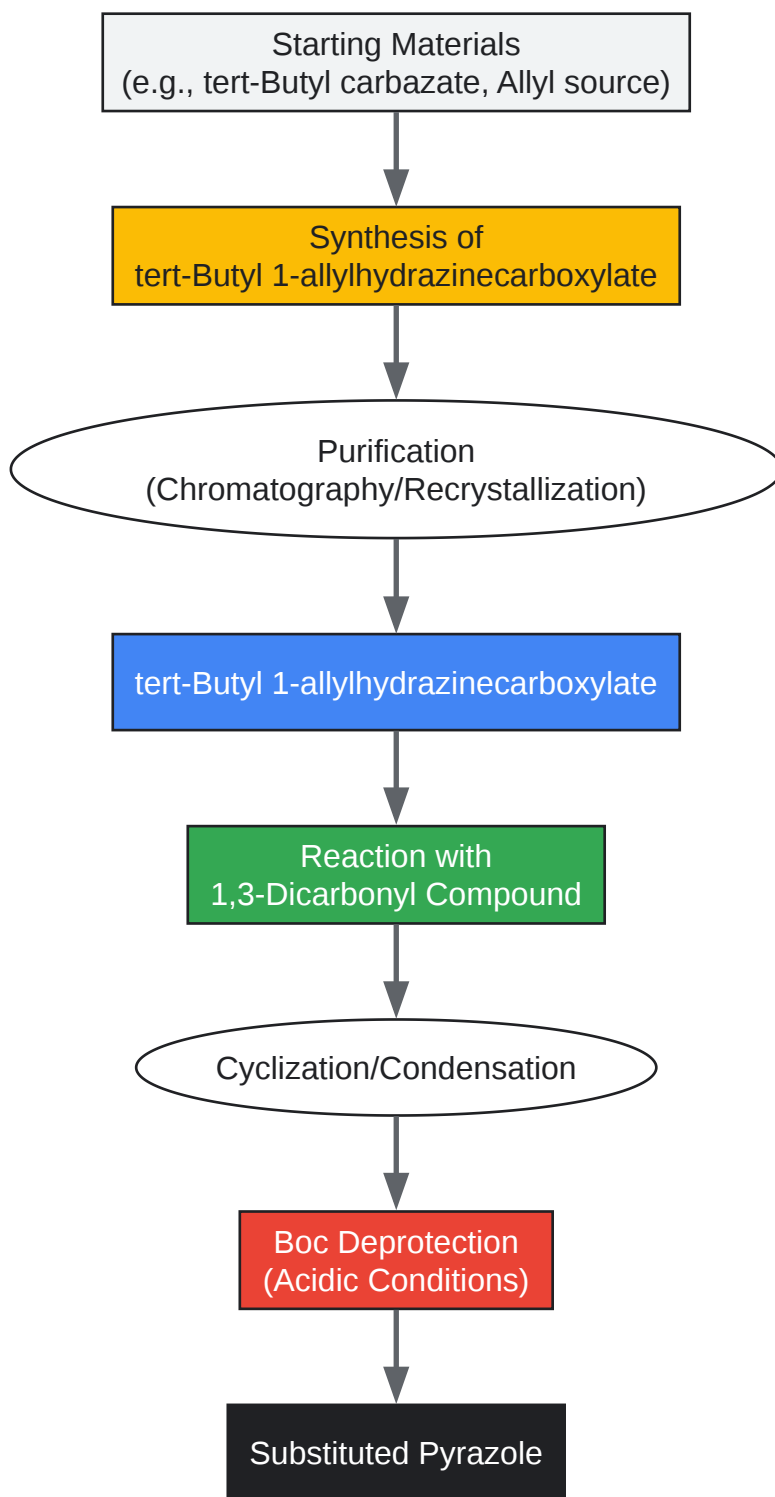 Starting Materials
(e.g., tert-Butyl carbazate, Allyl source)
Synthesis of
tert-Butyl 1-allylhydrazinecarboxylate
Purification
(Chromatography/Recrystallization)
tert-Butyl 1-allylhydrazinecarboxylate
Reaction with
1,3-Dicarbonyl Compound
Cyclization/Condensation
Boc Deprotection
(Acidic Conditions)
Substituted Pyrazole